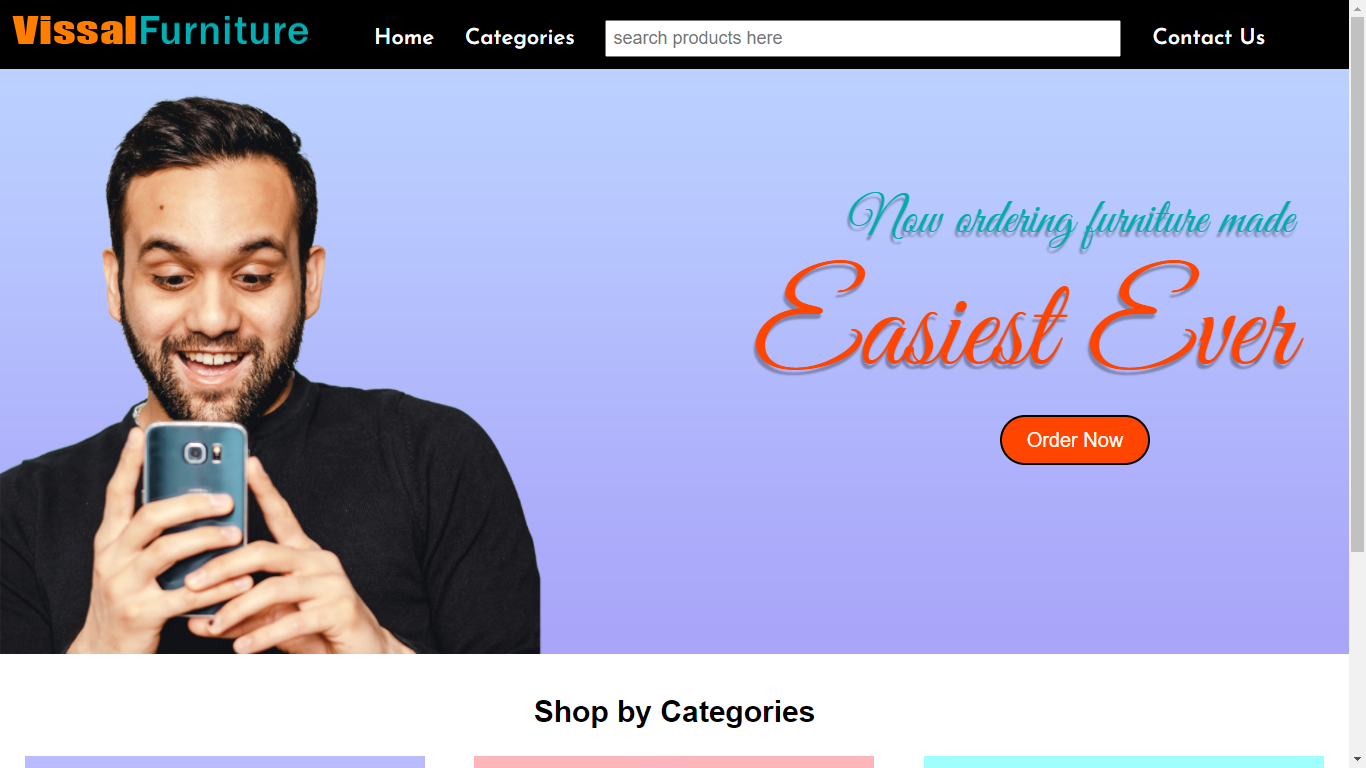 VissalFurniture
Home
Categories
search products here
Contact Us
Now ordering furniture made
Easiest Ever
Order Now
Shop by Categories